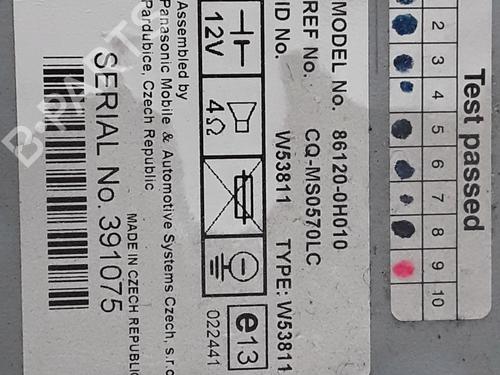 MODEL No. 86120-0H010
REF No. CQ-MS0570LC
ID No. W53811 TYPE: W53811
12V 4Ω
e13
022441
Assembled by
Panasonic Mobile & Automotive Systems Czech, s.r.o
Pardubice, Czech Republic
MADE IN CZECH REPUBLIC
SERIAL No. 391075
Test passed
2
3
4
5
6
7
8
9
10
B-PARTS